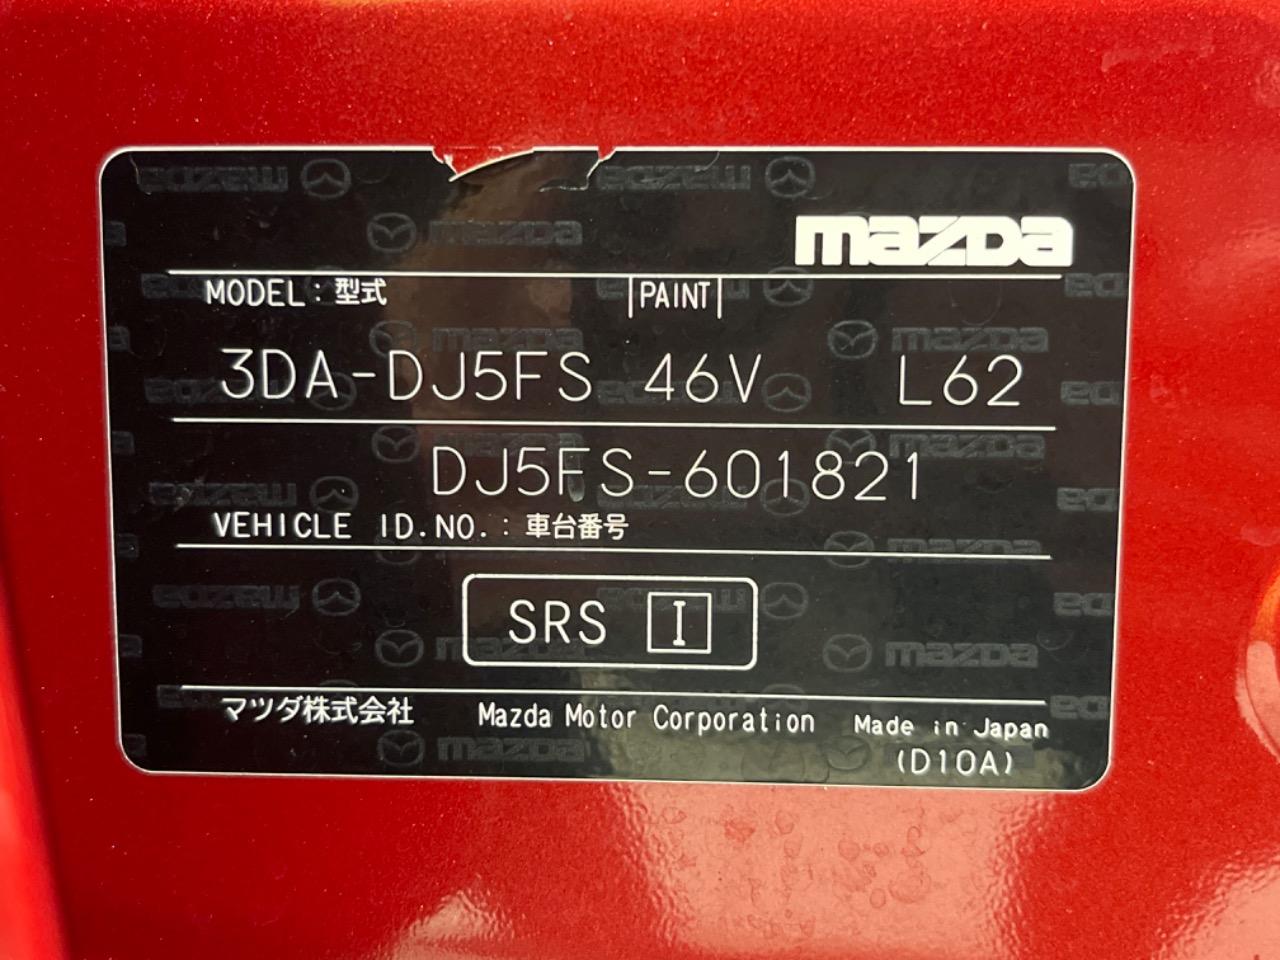 mazda
MODEL：型式 |PAINT|
3DA-DJ5FS 46V L62
DJ5FS-601821
VEHICLE ID.NO.：車台番号
SRS I
マツダ株式会社 Mazda Motor Corporation Made in Japan
(D10A)